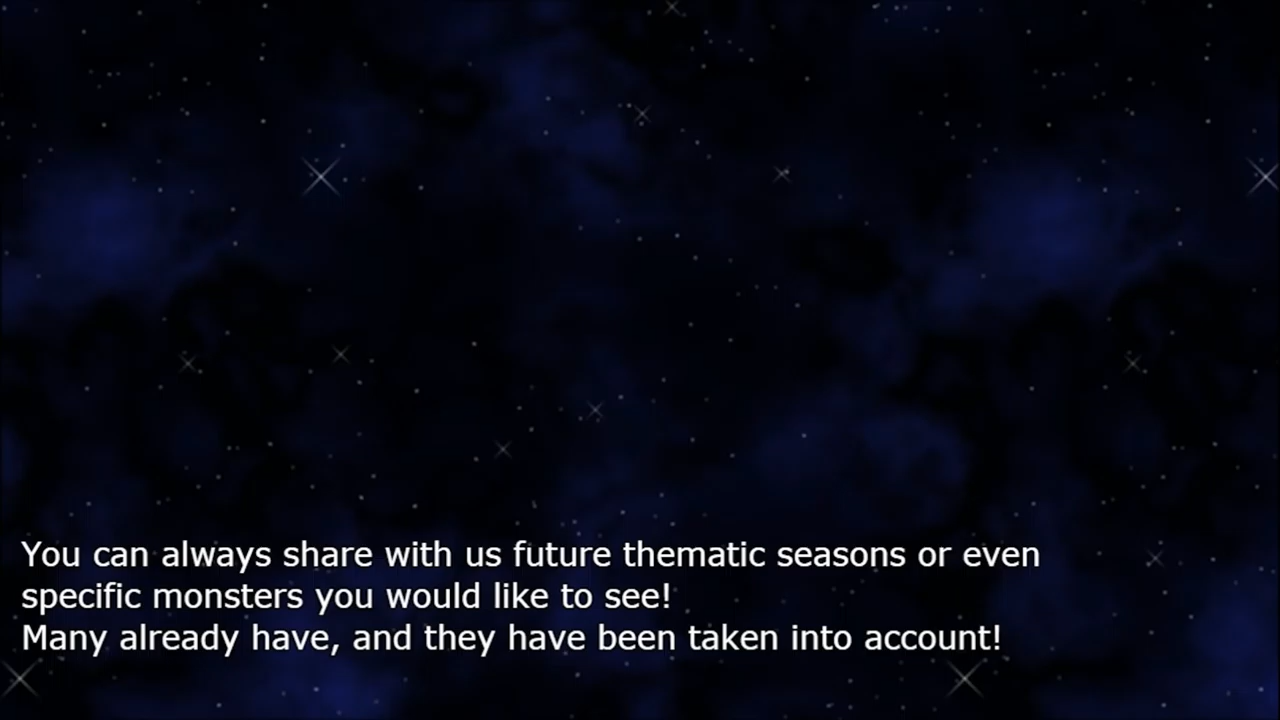 You can always share with us future thematic seasons or even
specific monsters you would like to see!
Many already have, and they have been taken into account!